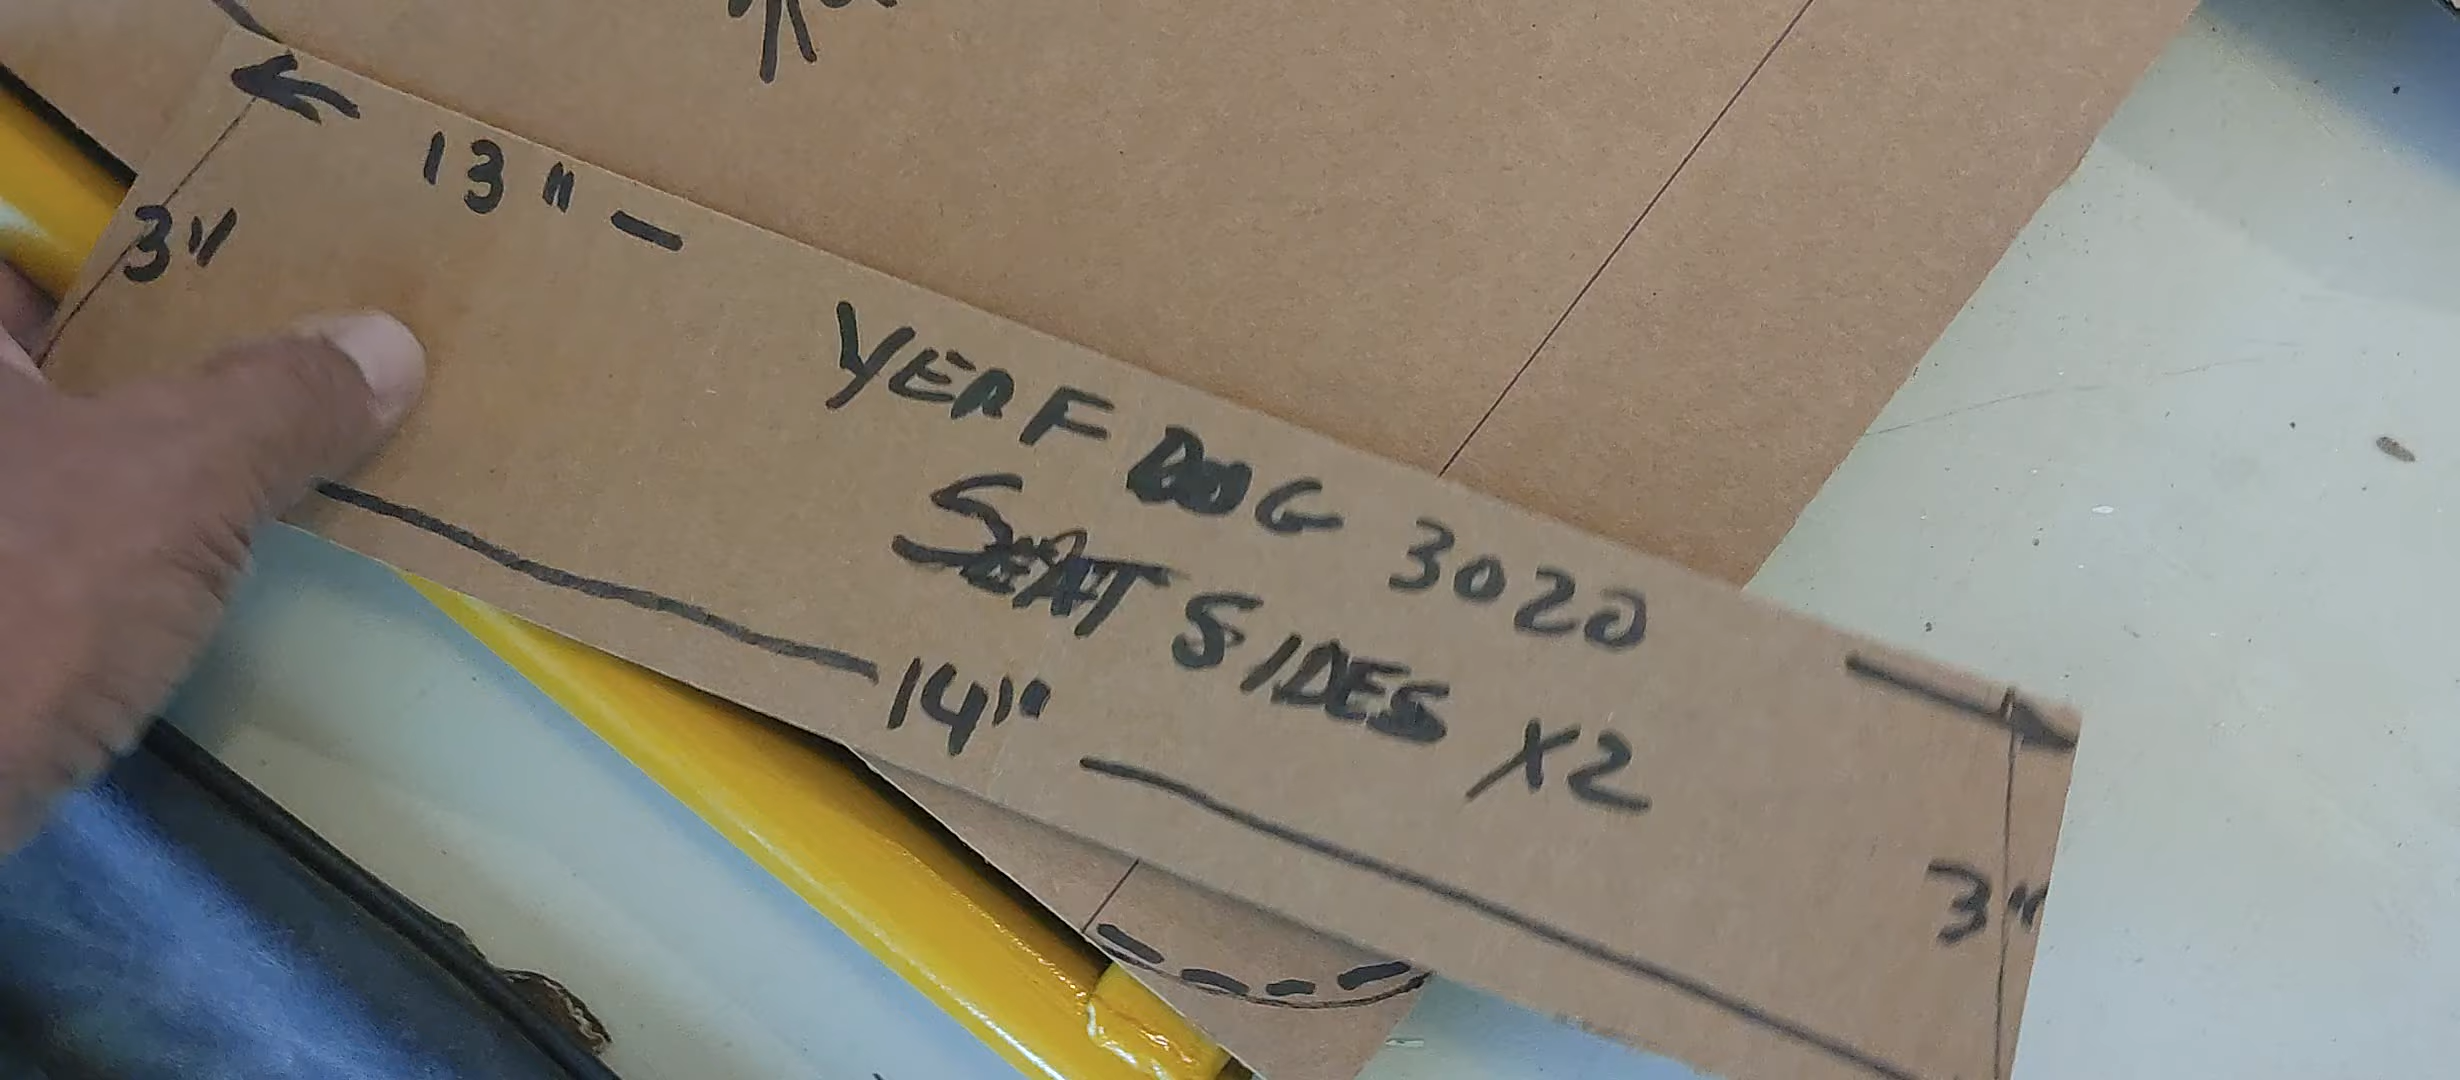 13"
3"
YERF DOG 3020
SEAT SIDES X2
14"
3"